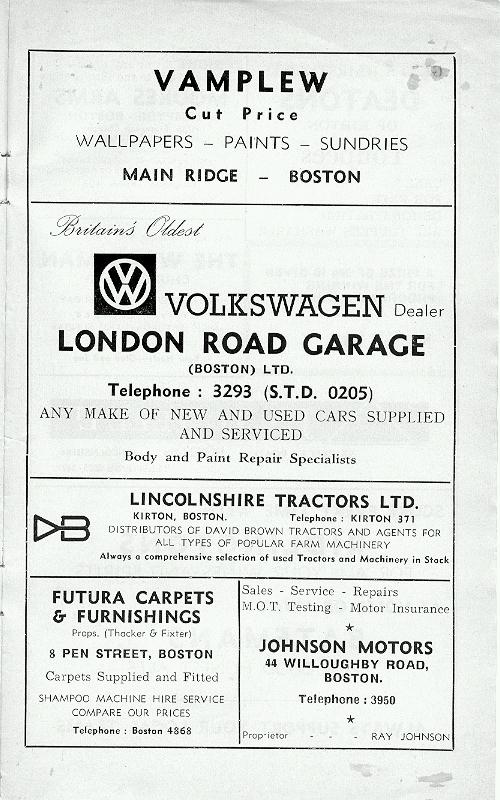 VAMPLEW
Cut Price
WALLPAPERS – PAINTS – SUNDRIES
MAIN RIDGE – BOSTON
Britain's Oldest
VW
VOLKSWAGEN Dealer
LONDON ROAD GARAGE
(BOSTON) LTD.
Telephone : 3293 (S.T.D. 0205)
ANY MAKE OF NEW AND USED CARS SUPPLIED
AND SERVICED
Body and Paint Repair Specialists
DB
LINCOLNSHIRE TRACTORS LTD.
KIRTON, BOSTON. Telephone : KIRTON 371
DISTRIBUTORS OF DAVID BROWN TRACTORS AND AGENTS FOR
ALL TYPES OF POPULAR FARM MACHINERY
Always a comprehensive selection of used Tractors and Machinery in Stock
FUTURA CARPETS
& FURNISHINGS
Props. (Thacker & Fixter)
8 PEN STREET, BOSTON
Carpets Supplied and Fitted
SHAMPOO MACHINE HIRE SERVICE
COMPARE OUR PRICES
Telephone : Boston 4868
Sales - Service - Repairs
M.O.T. Testing - Motor Insurance
★
JOHNSON MOTORS
44 WILLOUGHBY ROAD,
BOSTON.
Telephone : 3950
★
Proprietor - - - RAY JOHNSON